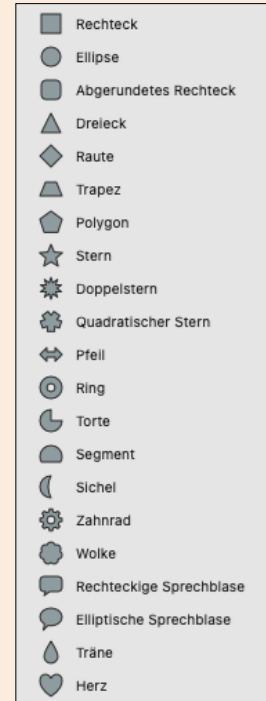 Rechteck
Ellipse
Abgerundetes Rechteck
Dreieck
Raute
Trapez
Polygon
Stern
Doppelstern
Quadratischer Stern
Pfeil
Ring
Torte
Segment
Sichel
Zahnrad
Wolke
Rechteckige Sprechblase
Elliptische Sprechblase
Träne
Herz